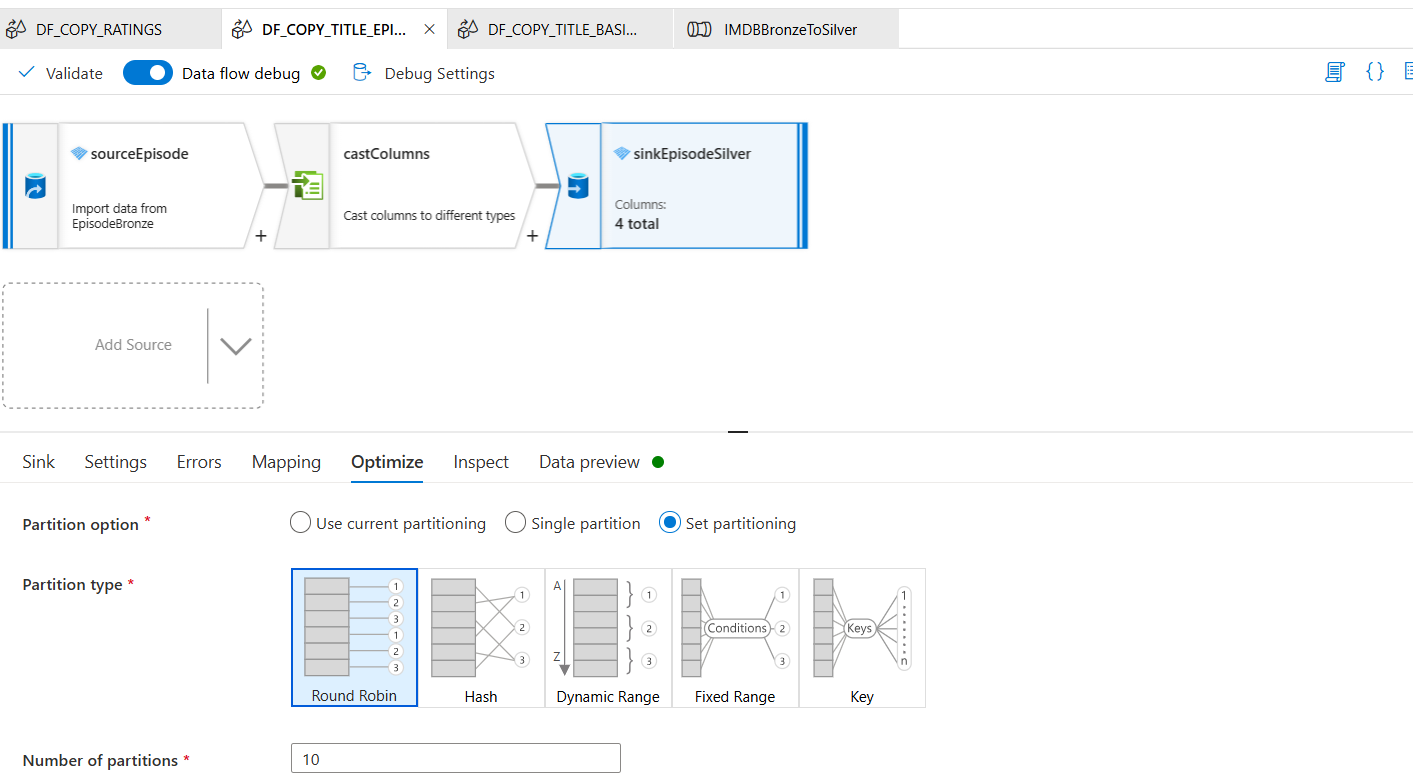 DF_COPY_RATINGS
DF_COPY_TITLE_EPI...
DF_COPY_TITLE_BASI...
IMDBBronzeToSilver
Validate
Data flow debug
Debug Settings
sourceEpisode
Import data from
EpisodeBronze
+
castColumns
Cast columns to different types
+
sinkEpisodeSilver
Columns:
4 total
Add Source
Sink
Settings
Errors
Mapping
Optimize
Inspect
Data preview
Partition option *
Use current partitioning
Single partition
Set partitioning
Partition type *
1
2
3
1
2
3
Round Robin
1
2
3
Hash
A
Z
1
2
3
Dynamic Range
Conditions
1
2
3
Fixed Range
Keys
1
n
Key
Number of partitions *
10